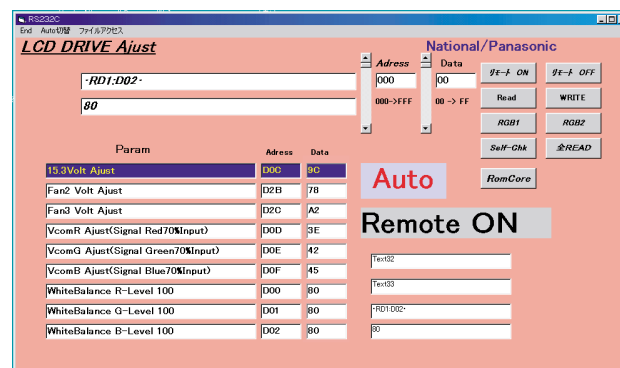 RS232C
End Auto切替 ファイルアクセス
LCD DRIVE Ajust
National/Panasonic
Adress Data
-RD1;D02-
000 00
80
000->FFF 00 -> FF
ﾘﾓｰﾄ ON ﾘﾓｰﾄ OFF
Read WRITE
RGB1 RGB2
Self-Chk 全READ
RomCore
Param Adress Data
15.3Volt Ajust D0C 9C
Fan2 Volt Ajust D2B 78
Fan3 Volt Ajust D2C A2
VcomR Ajust(Signal Red70%Input) D0D 3E
VcomG Ajust(Signal Green70%Input) D0E 42
VcomB Ajust(Signal Blue70%Input) D0F 45
WhiteBalance R-Level 100 D00 80
WhiteBalance G-Level 100 D01 80
WhiteBalance B-Level 100 D02 80
Auto
Remote ON
Text32
Text33
-RD1:D02-
80